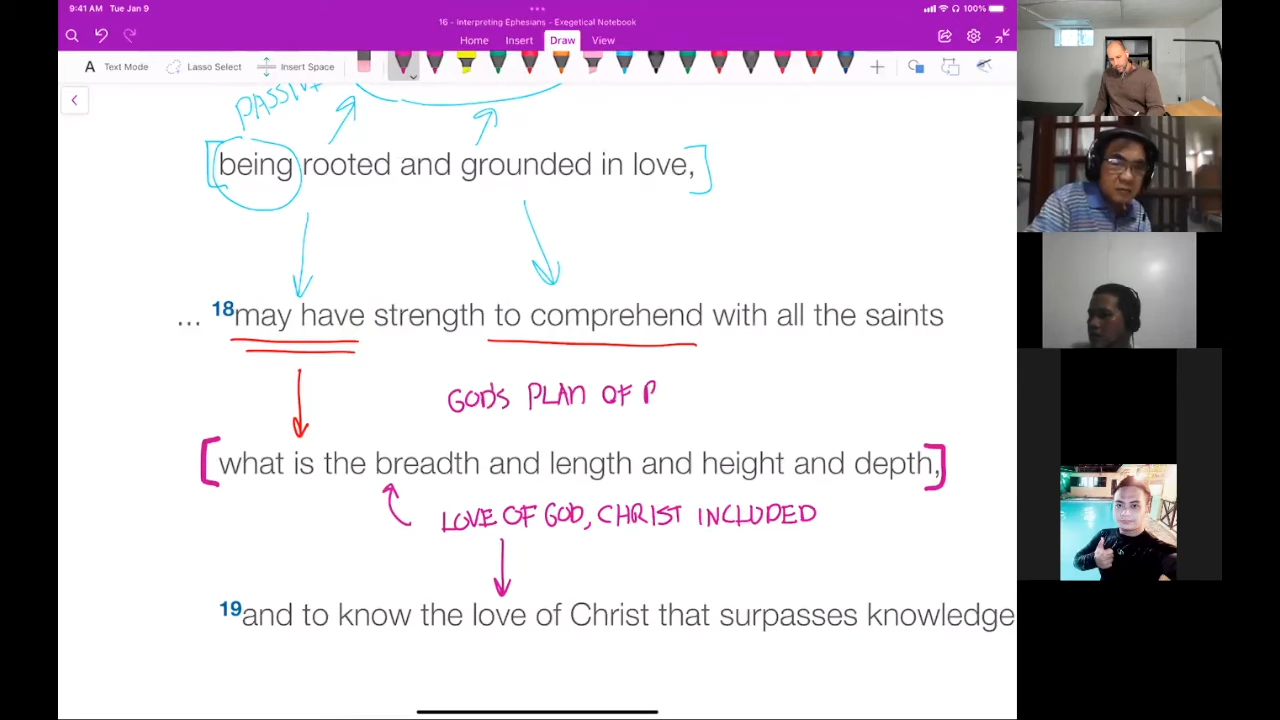 9:41 AM Tue Jan 9
100%
16 - Interpreting Ephesians - Exegetical Notebook
Home Insert Draw View
A Text Mode Lasso Select Insert Space
PASSIVE
[being rooted and grounded in love,]
... 18may have strength to comprehend with all the saints
GOD'S PLAN OF P
[what is the breadth and length and height and depth,]
LOVE OF GOD, CHRIST INCLUDED
19and to know the love of Christ that surpasses knowledge